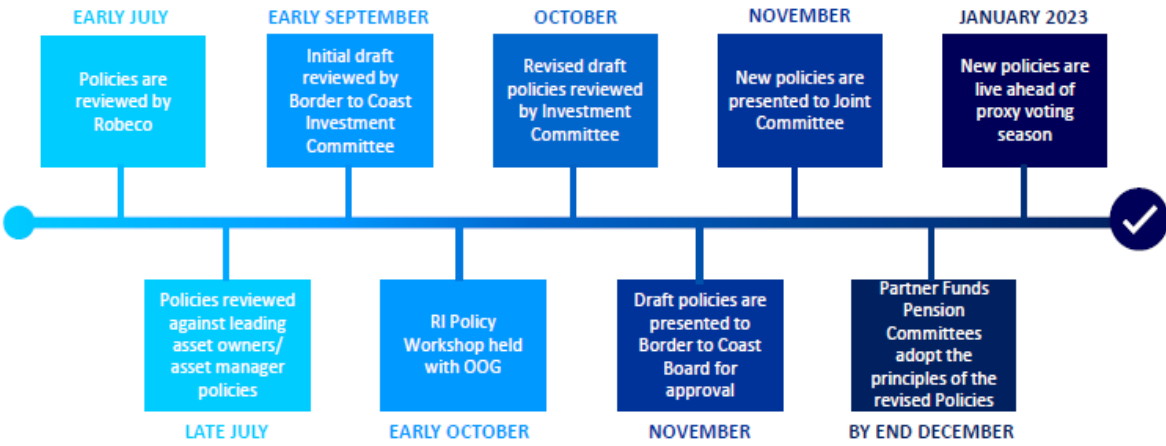 EARLY JULY
Policies are
reviewed by
Robeco
EARLY SEPTEMBER
Initial draft
reviewed by
Border to Coast
Investment
Committee
OCTOBER
Revised draft
policies reviewed
by Investment
Committee
NOVEMBER
New policies are
presented to Joint
Committee
JANUARY 2023
New policies are
live ahead of
proxy voting
season
Policies reviewed
against leading
asset owners/
asset manager
policies
LATE JULY
RI Policy
Workshop held
with OOG
EARLY OCTOBER
Draft policies are
presented to
Border to Coast
Board for
approval
NOVEMBER
Partner Funds
Pension
Committees
adopt the
principles of the
revised Policies
BY END DECEMBER